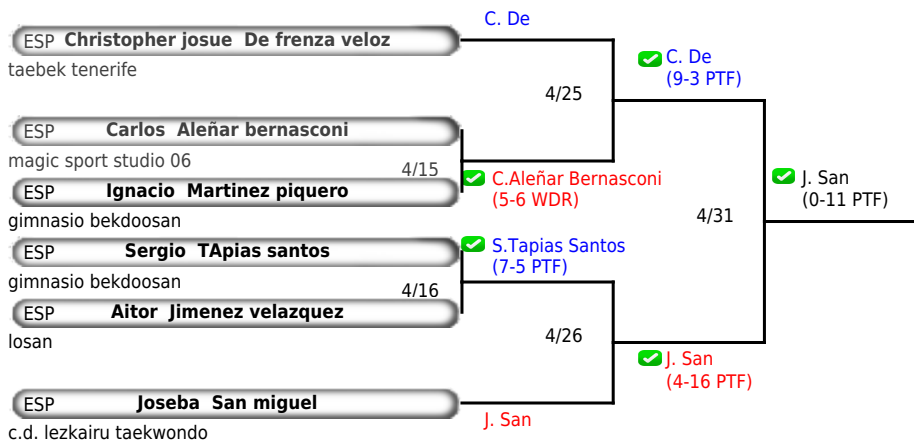 C. De
ESP Christopher josue De frenza veloz
taebek tenerife
C. De
(9-3 PTF)
4/25
ESP Carlos Aleñar bernasconi
magic sport studio 06
4/15
ESP Ignacio Martinez piquero
gimnasio bekdoosan
C.Aleñar Bernasconi
(5-6 WDR)
J. San
(0-11 PTF)
4/31
ESP Sergio TApias santos
gimnasio bekdoosan
S.Tapias Santos
(7-5 PTF)
4/16
ESP Aitor Jimenez velazquez
losan
4/26
J. San
(4-16 PTF)
ESP Joseba San miguel
c.d. lezkairu taekwondo
J. San